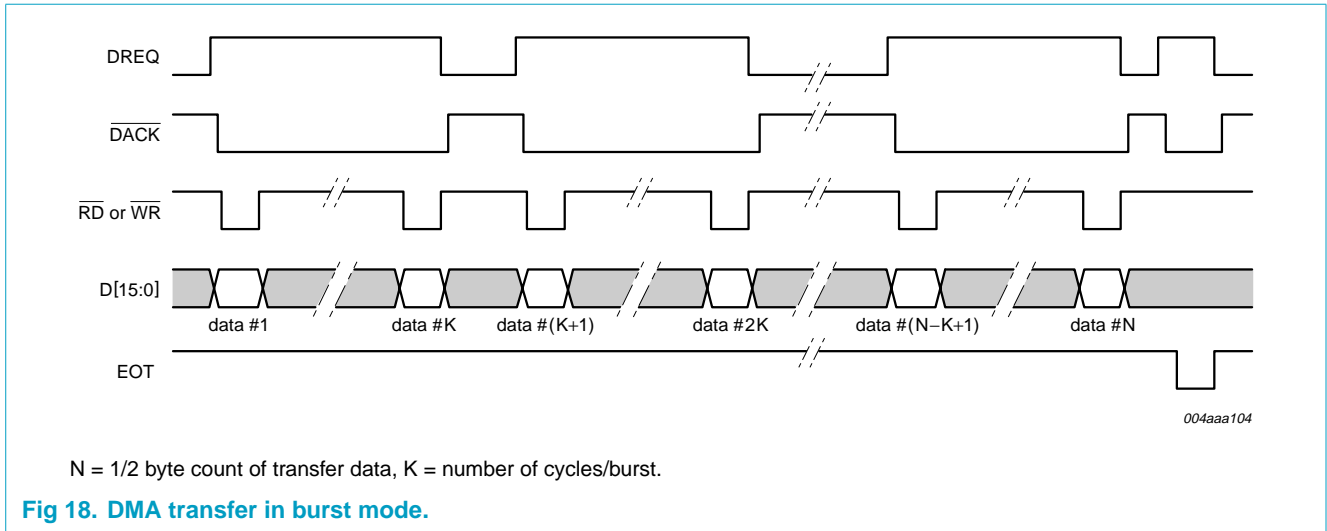 DREQ
DACK
RD or WR
D[15:0]
data #1 data #K data #(K+1) data #2K data #(N−K+1) data #N
EOT
004aaa104
N = 1/2 byte count of transfer data, K = number of cycles/burst.
Fig 18. DMA transfer in burst mode.